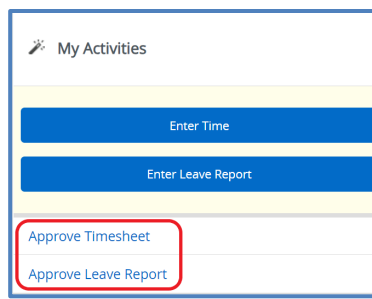 My Activities
Enter Time
Enter Leave Report
Approve Timesheet
Approve Leave Report